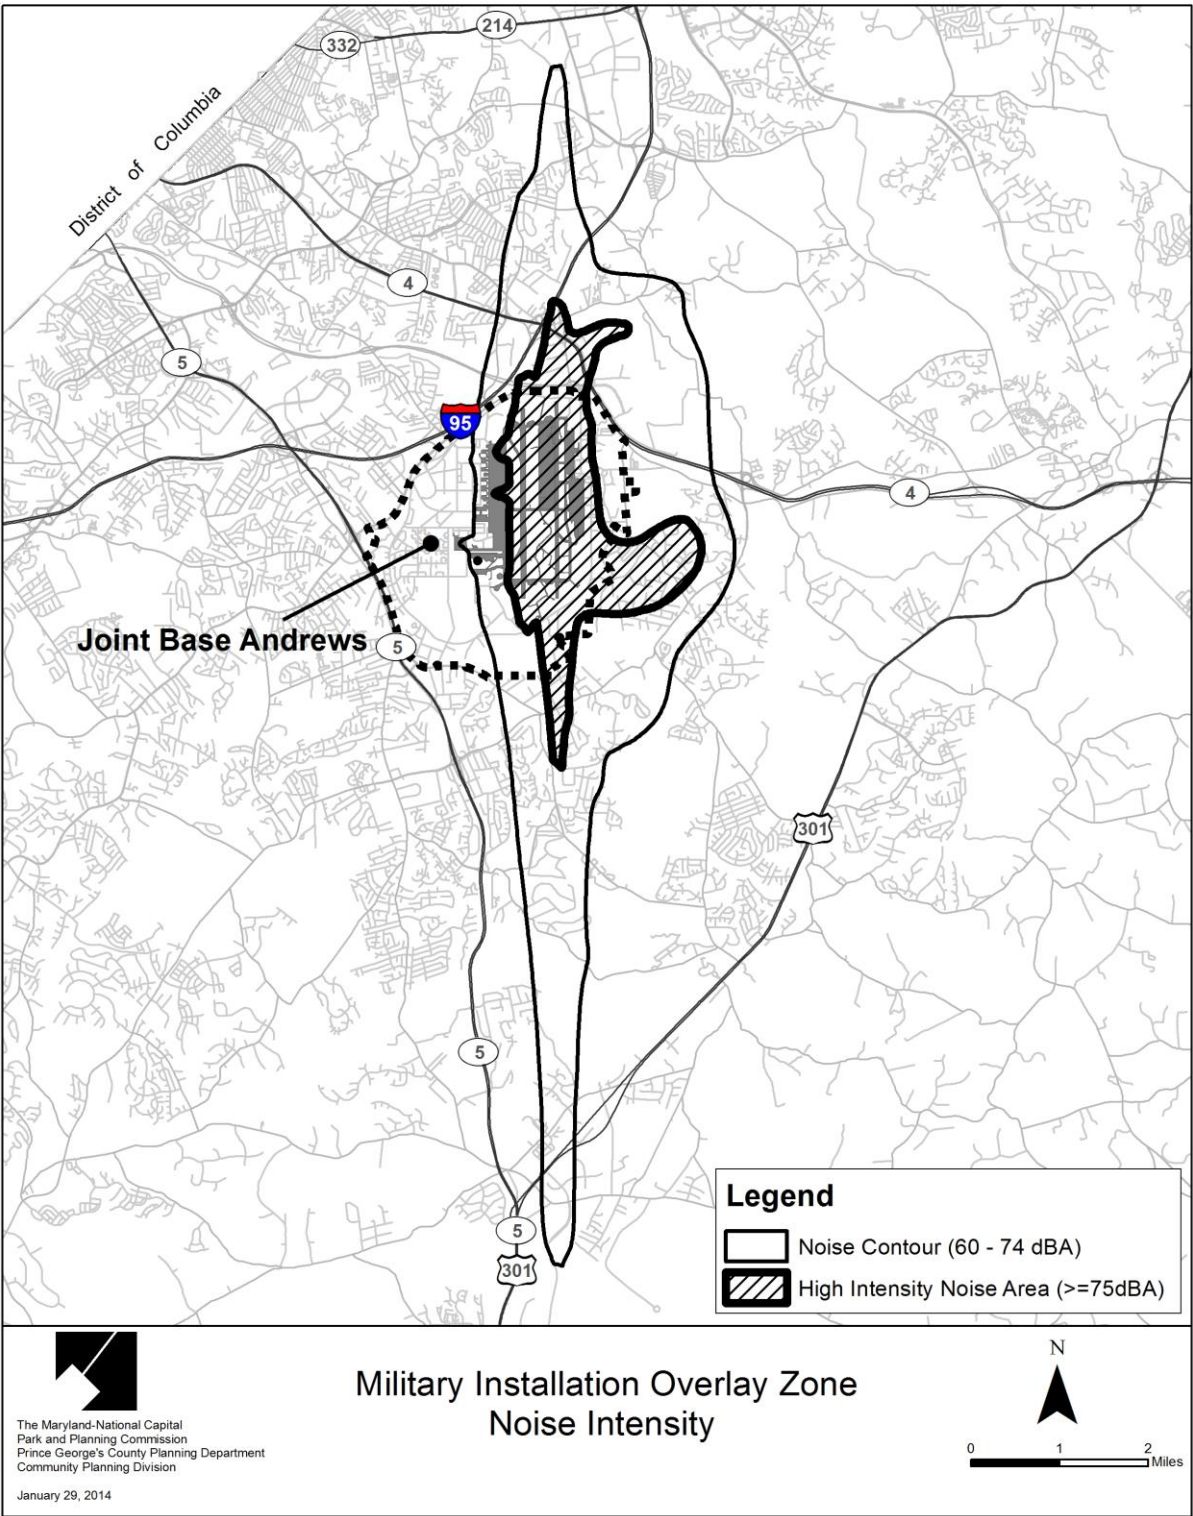 214
332
District of Columbia
4
5
95
4
Joint Base Andrews
5
301
5
5
301
Legend
Noise Contour (60 - 74 dBA)
High Intensity Noise Area (>=75dBA)
The Maryland-National Capital
Park and Planning Commission
Prince George's County Planning Department
Community Planning Division
January 29, 2014
Military Installation Overlay Zone
Noise Intensity
N
0 1 2
Miles